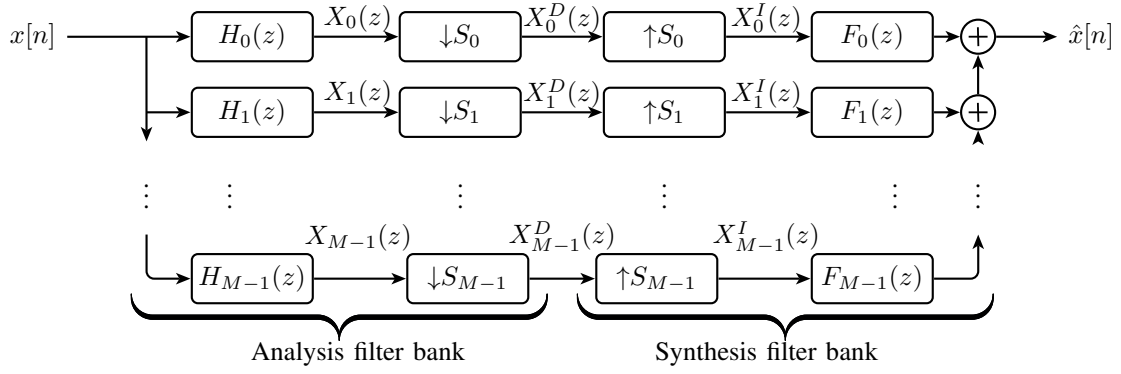 x[n] H_0(z) X_0(z) ↓S_0 X_0^D(z) ↑S_0 X_0^I(z) F_0(z) + x̂[n]
H_1(z) X_1(z) ↓S_1 X_1^D(z) ↑S_1 X_1^I(z) F_1(z) +
⋮ ⋮ ⋮ ⋮ ⋮ ⋮
H_{M−1}(z) X_{M−1}(z) ↓S_{M−1} X_{M−1}^D(z) ↑S_{M−1} X_{M−1}^I(z) F_{M−1}(z)
Analysis filter bank Synthesis filter bank